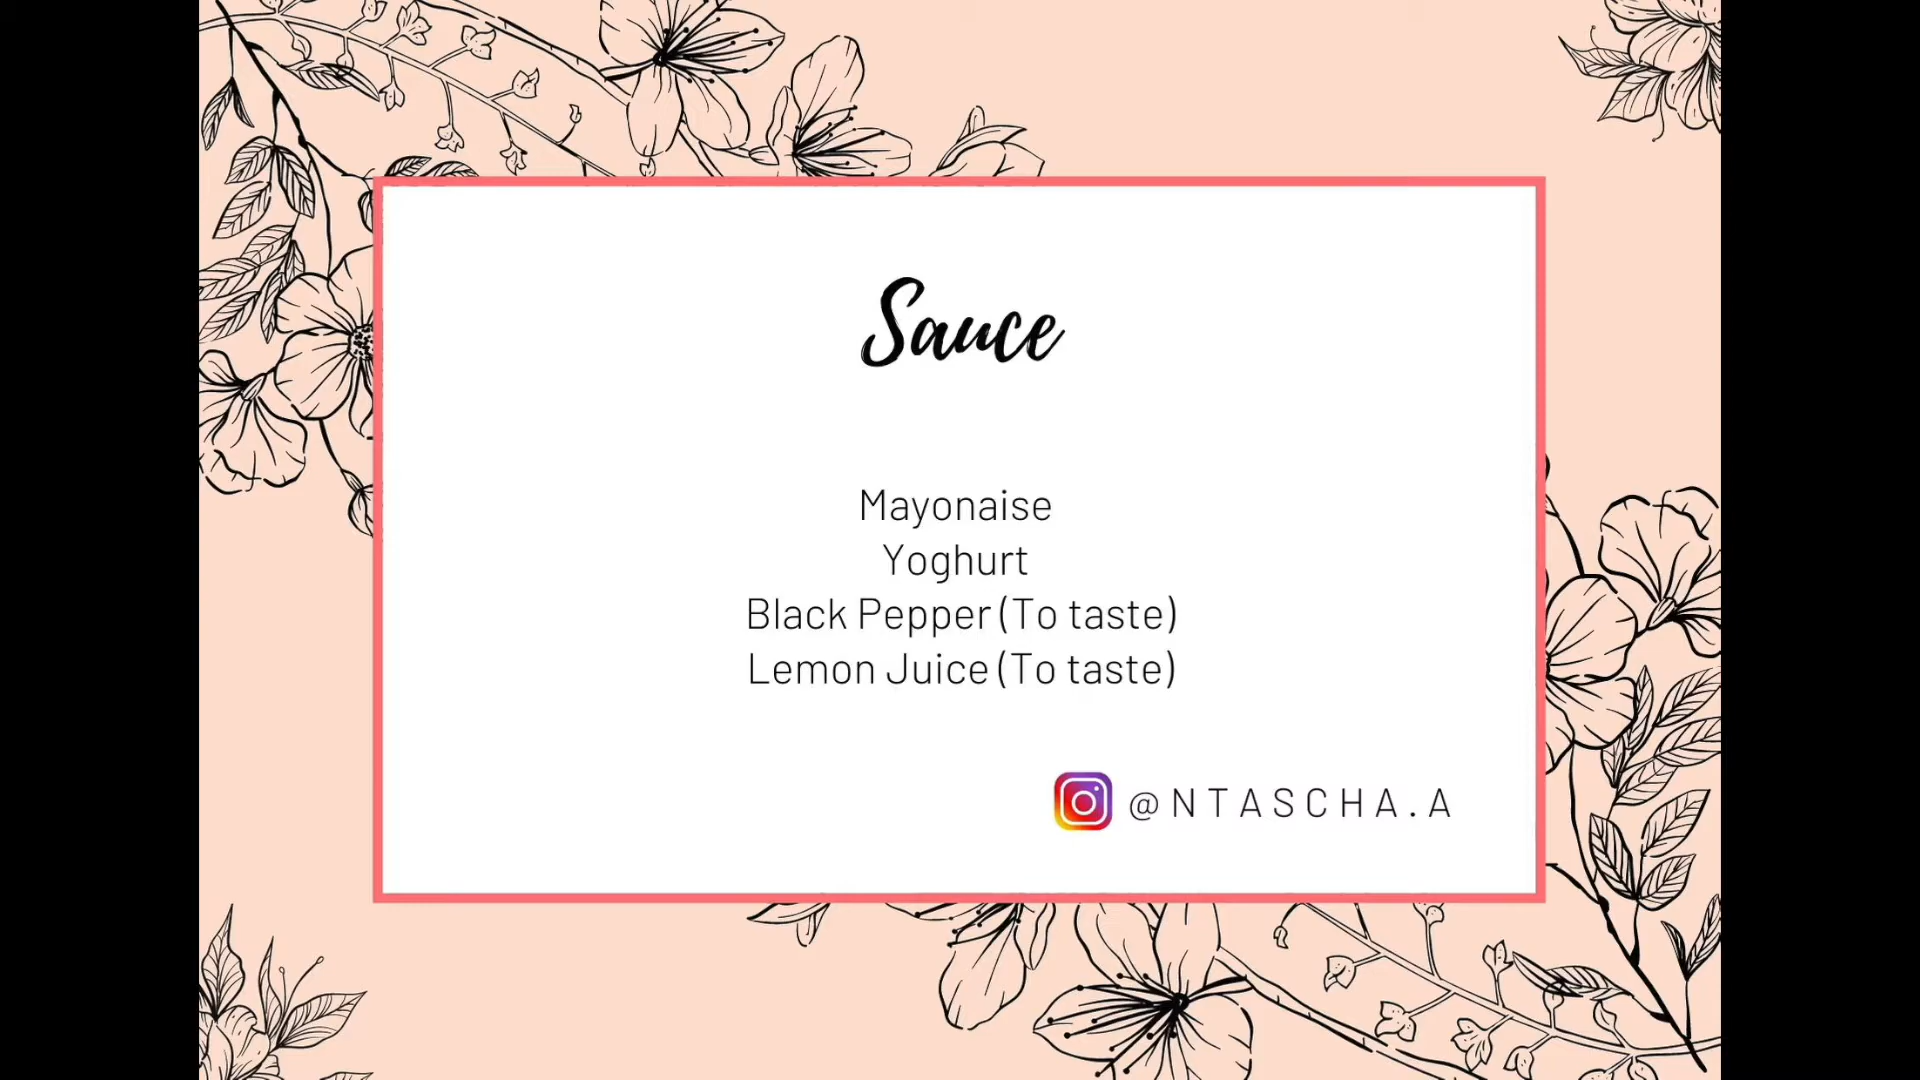 Sauce
Mayonaise
Yoghurt
Black Pepper (To taste)
Lemon Juice (To taste)
@NTASCHA.A